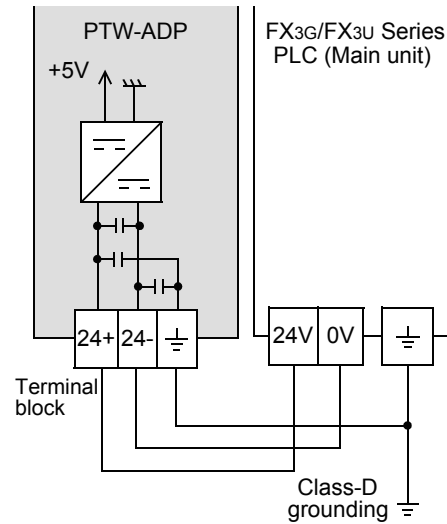 PTW-ADP
FX3G/FX3U Series
PLC (Main unit)
+5V
24+ 24-
24V 0V
Terminal
block
Class-D
grounding